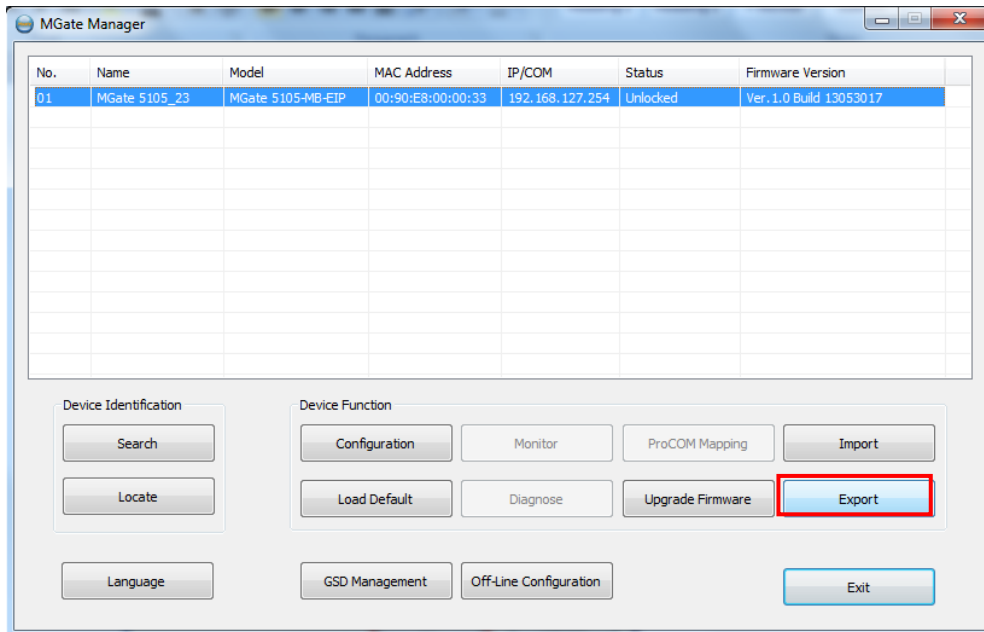 MGate Manager
No. Name Model MAC Address IP/COM Status Firmware Version
01 MGate 5105_23 MGate 5105-MB-EIP 00:90:E8:00:00:33 192.168.127.254 Unlocked Ver.1.0 Build 13053017
Device Identification Device Function
Search Configuration Monitor ProCOM Mapping Import
Locate Load Default Diagnose Upgrade Firmware Export
Language GSD Management Off-Line Configuration Exit